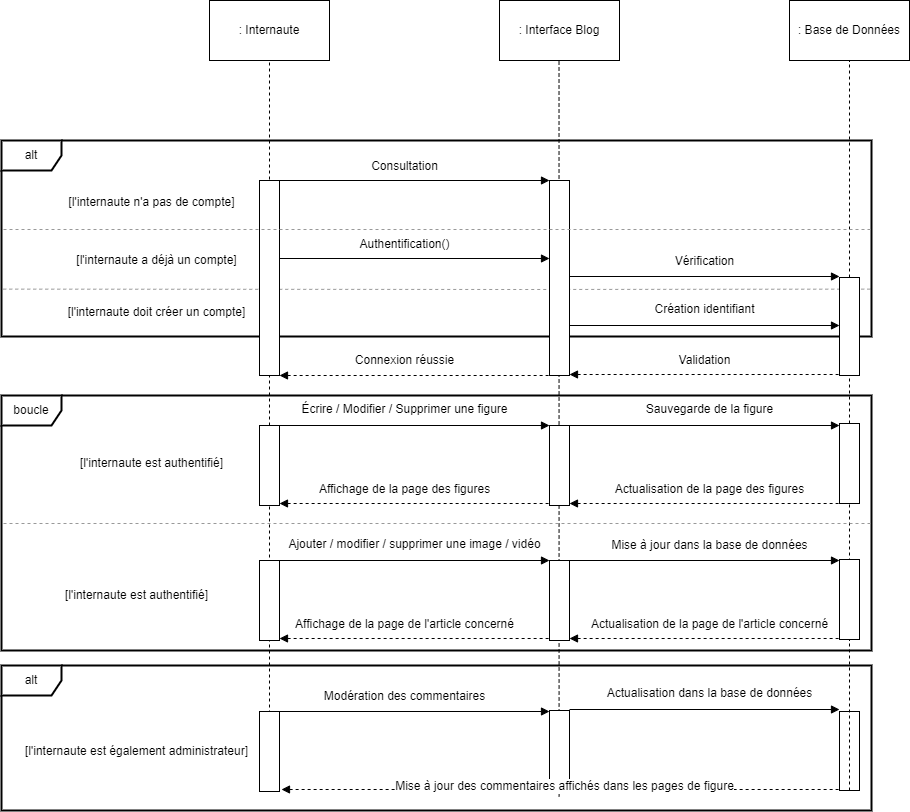 : Internaute
: Interface Blog
: Base de Données
alt
Consultation
[l'internaute n'a pas de compte]
Authentification()
[l'internaute a déjà un compte]
Vérification
Création identifiant
[l'internaute doit créer un compte]
Connexion réussie
Validation
boucle
Écrire / Modifier / Supprimer une figure
Sauvegarde de la figure
[l'internaute est authentifié]
Affichage de la page des figures
Actualisation de la page des figures
Ajouter / modifier / supprimer une image / vidéo
Mise à jour dans la base de données
[l'internaute est authentifié]
Affichage de la page de l'article concerné
Actualisation de la page de l'article concerné
alt
Modération des commentaires
Actualisation dans la base de données
[l'internaute est également administrateur]
Mise à jour des commentaires affichés dans les pages de figure